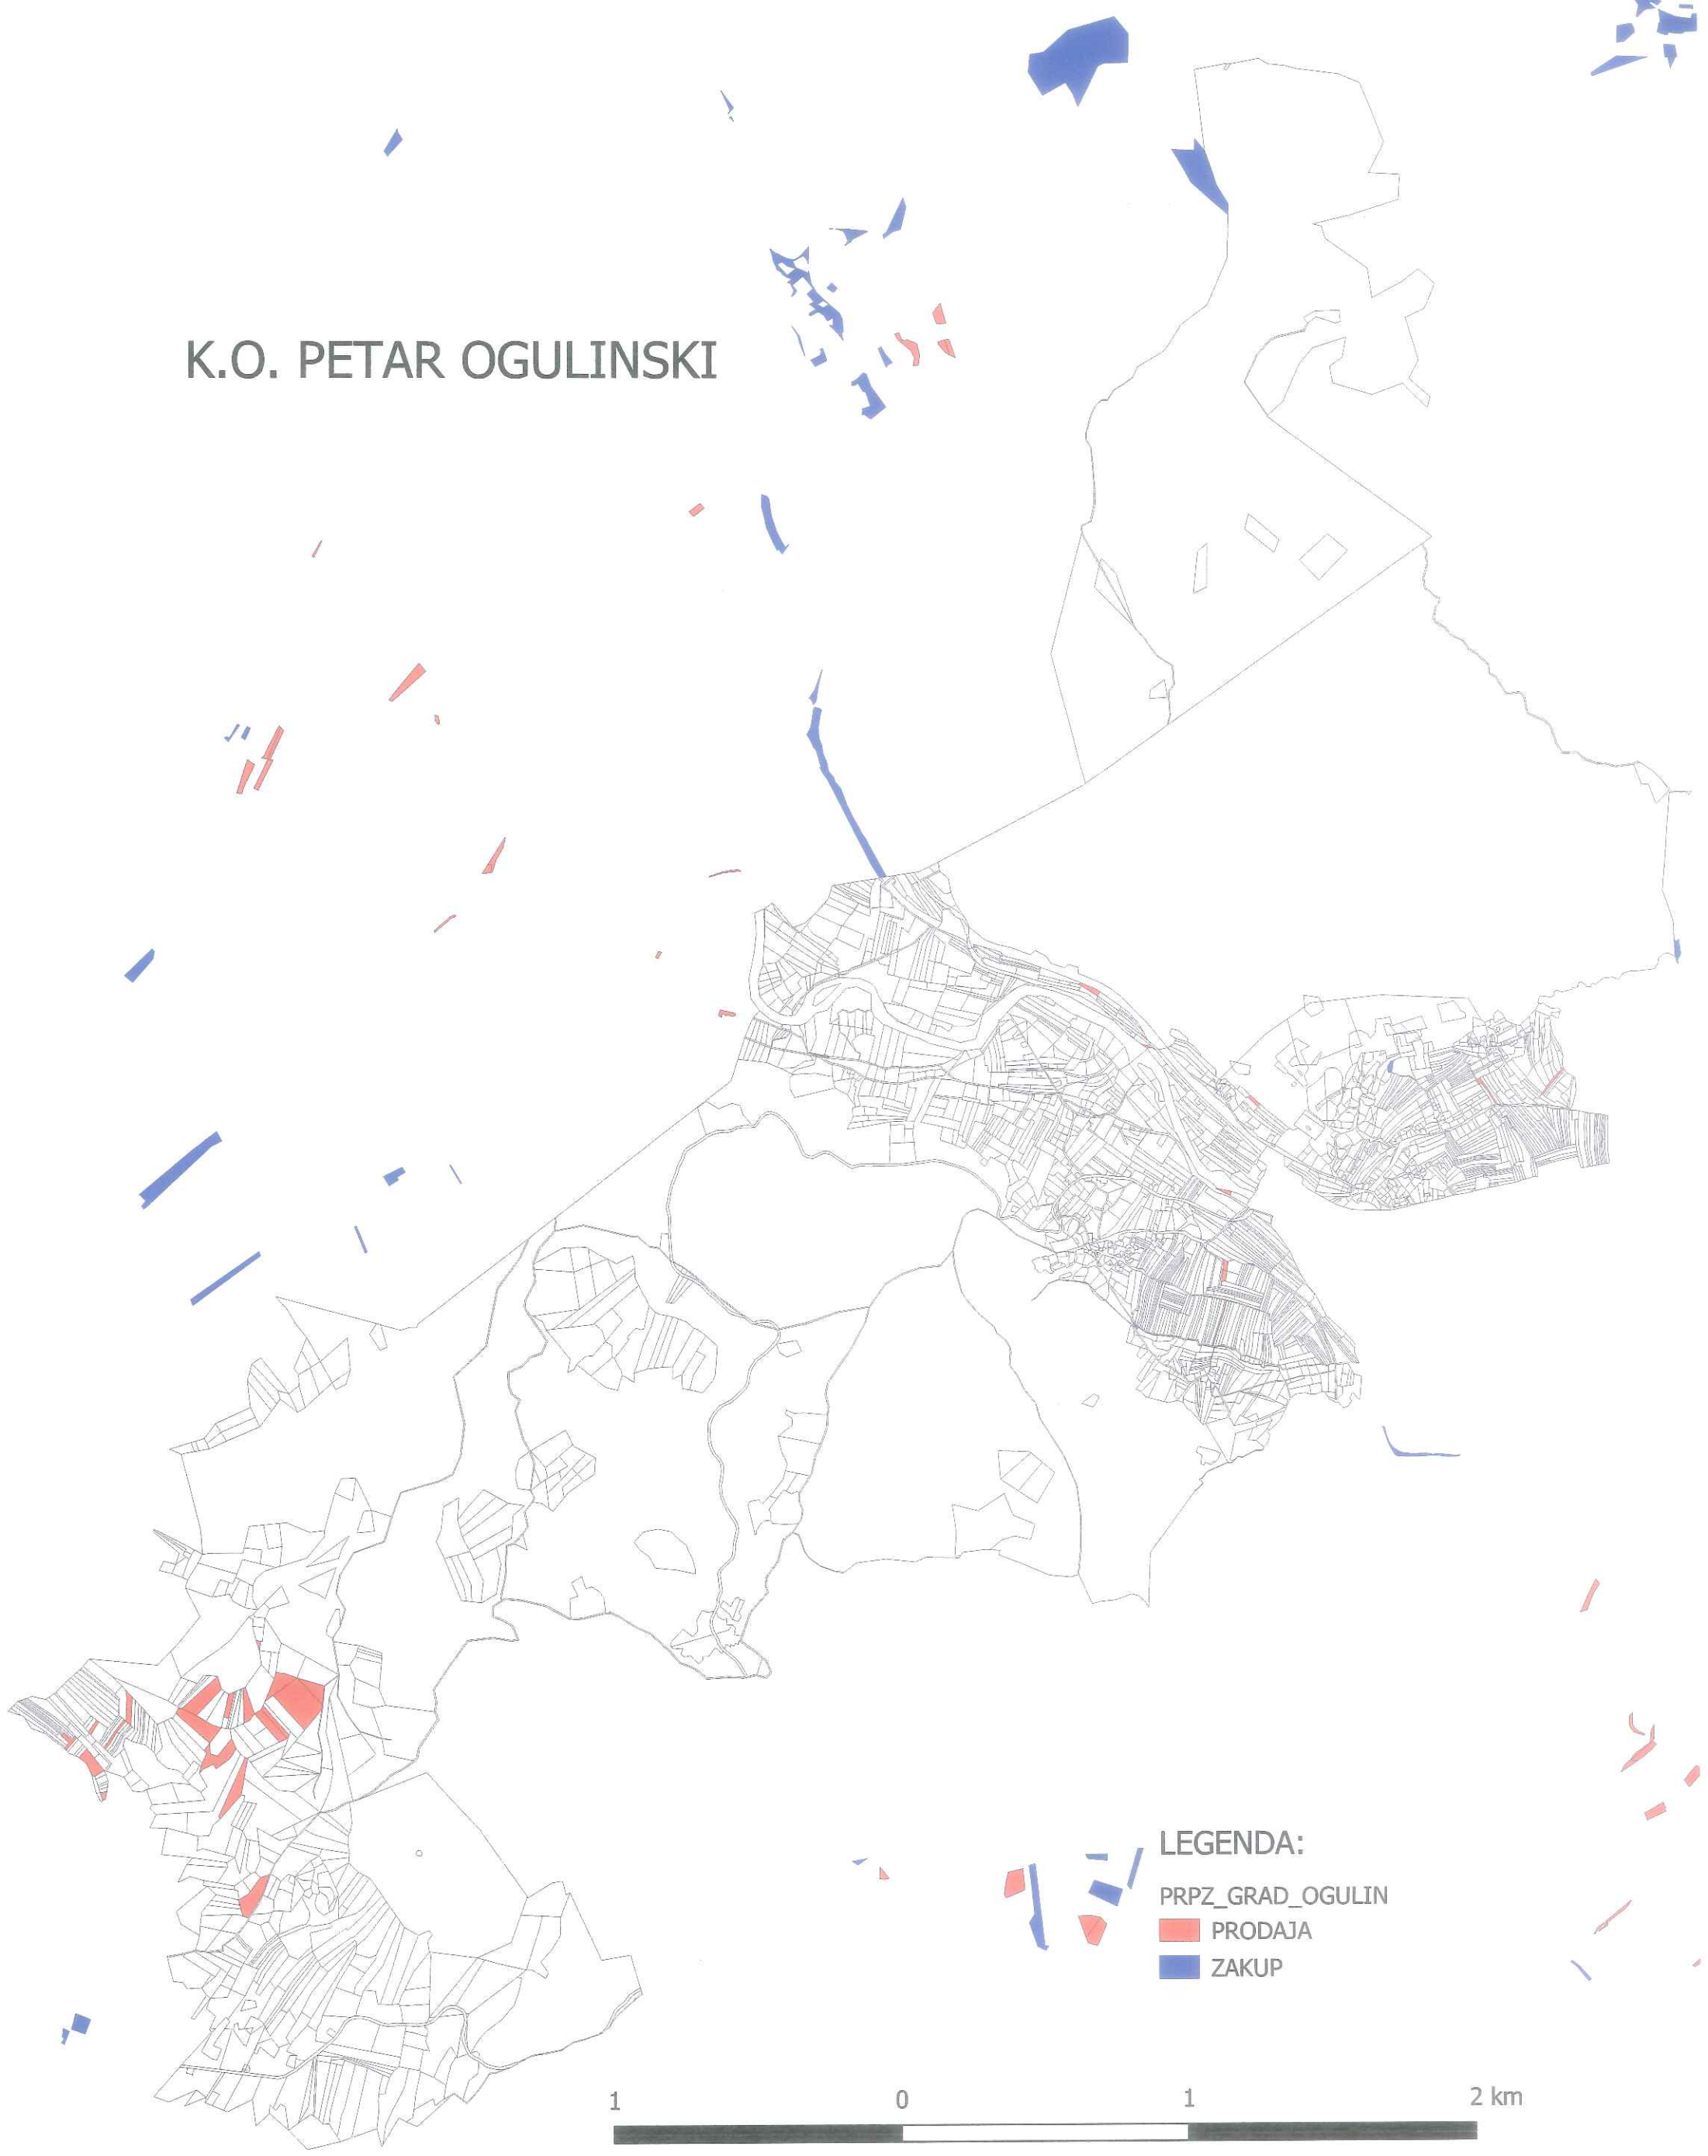 K.O. PETAR OGULINSKI
LEGENDA:
PRPZ_GRAD_OGULIN
PRODAJA
ZAKUP
1 0 1 2 km